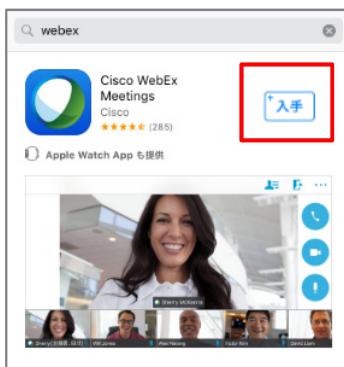 webex
Cisco WebEx
Meetings
Cisco
★★★★★ (285)
+入手
Apple Watch App も提供
Sherry McKenna